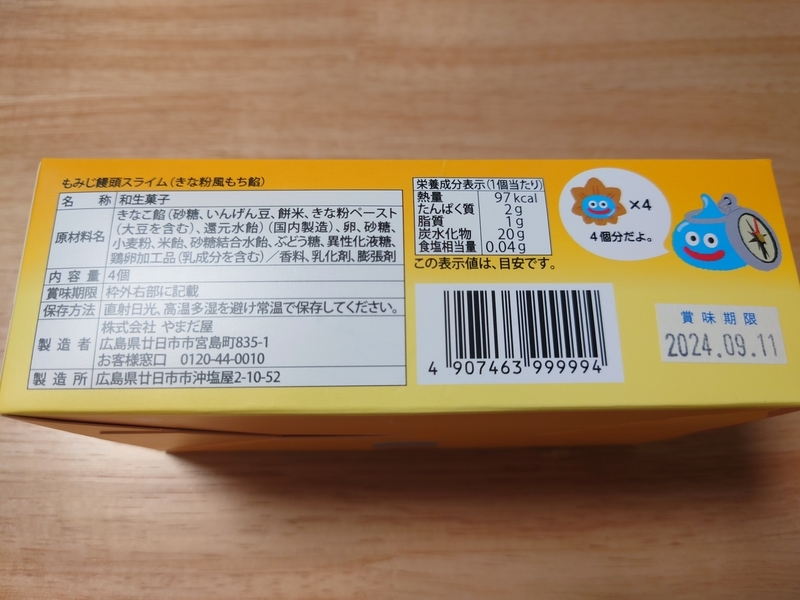 もみじ饅頭スライム(きな粉風もち餡)
名 称 和生菓子
原材料名 きなこ餡(砂糖、いんげん豆、餅米、きな粉ペースト
(大豆を含む)、還元水飴)(国内製造)、卵、砂糖、
小麦粉、米飴、砂糖結合水飴、ぶどう糖、異性化液糖、
鶏卵加工品(乳成分を含む)/香料、乳化剤、膨張剤
内 容 量 4個
賞味期限 枠外右部に記載
保存方法 直射日光、高温多湿を避け常温で保存してください。
製 造 者 株式会社 やまだ屋
広島県廿日市市宮島町835-1
お客様窓口 0120-44-0010
製 造 所 広島県廿日市市沖塩屋2-10-52
栄養成分表示(1個当たり)
熱量 97kcal
たんぱく質 2g
脂質 1g
炭水化物 20g
食塩相当量 0.04g
この表示値は、目安です。
×4
4個分だよ。
4 907463 999994
賞味期限
2024.09.11